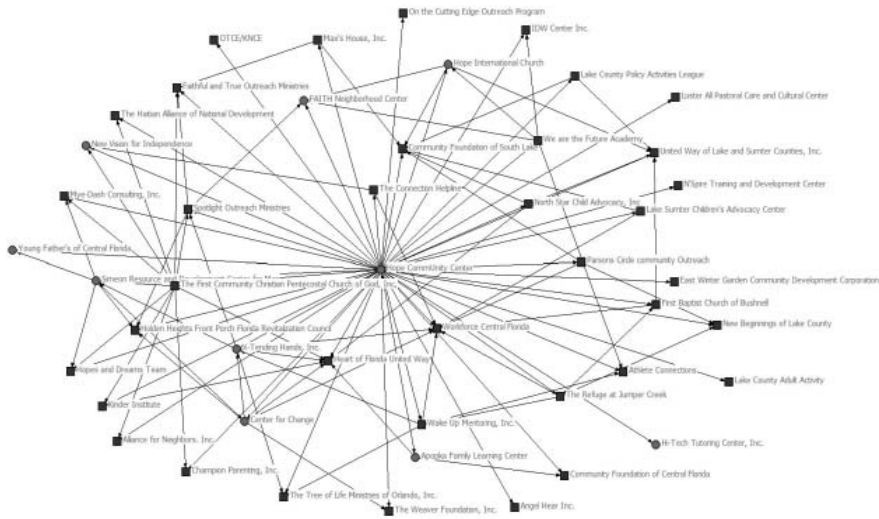 On the Cutting Edge Outreach Program
IDW Center Inc.
DTCE/KNCE
Max's House, Inc.
Hope International Church
Lake County Policy Activities League
Faithful and True Outreach Ministries
FAITH Neighborhood Center
Luster All Pastoral Care and Cultural Center
The Haitian Alliance of National Development
New Vision for Independence
Community Foundation of South Lake
We are the Future Academy
United Way of Lake and Sumter Counties, Inc.
The Connection Helpline
N'Spire Training and Development Center
Mye-Dash Consulting, Inc.
Spotlight Outreach Ministries
North Star Child Advocacy, Inc
Lake Sumter Children's Advocacy Center
Young Father's of Central Florida
Parsons Circle community Outreach
Hope CommUnity Center
Simeon Resource and Development Center for M
The First Community Christian Pentecostal Church of God, Inc.
East Winter Garden Community Development Corporation
First Baptist Church of Bushnell
Holden Heights Front Porch Florida Revitalization Council
Workforce Central Florida
New Beginnings of Lake County
X-Tending Hands, Inc.
Heart of Florida United Way
Hopes and Dreams Team
Athlete Connections
Lake County Adult Activity
The Refuge at Jumper Creek
Kinder Institute
Center for Change
Wake Up Mentoring, Inc.
Alliance for Neighbors, Inc.
Hi-Tech Tutoring Center, Inc.
Apopka Family Learning Center
Champion Parenting, Inc.
Community Foundation of Central Florida
The Tree of Life Ministries of Orlando, Inc.
The Weaver Foundation, Inc.
Angel Hear Inc.